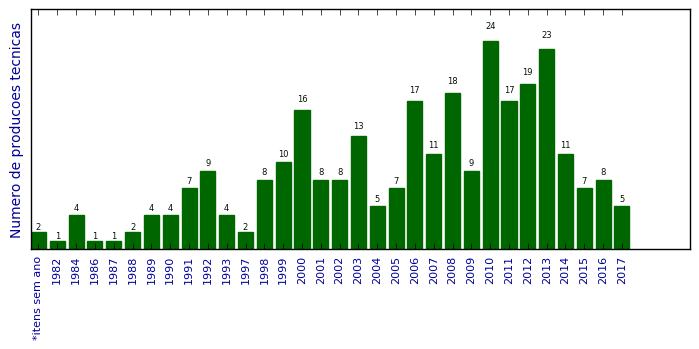 Numero de producoes tecnicas
2 1 4 1 1 2 4 4 7 9 4 2 8 10 16 8 8 13 5 7 17 11 18 9 24 17 19 23 11 7 8 5
*itens sem ano 1982 1984 1986 1987 1988 1989 1990 1991 1992 1993 1997 1998 1999 2000 2001 2002 2003 2004 2005 2006 2007 2008 2009 2010 2011 2012 2013 2014 2015 2016 2017